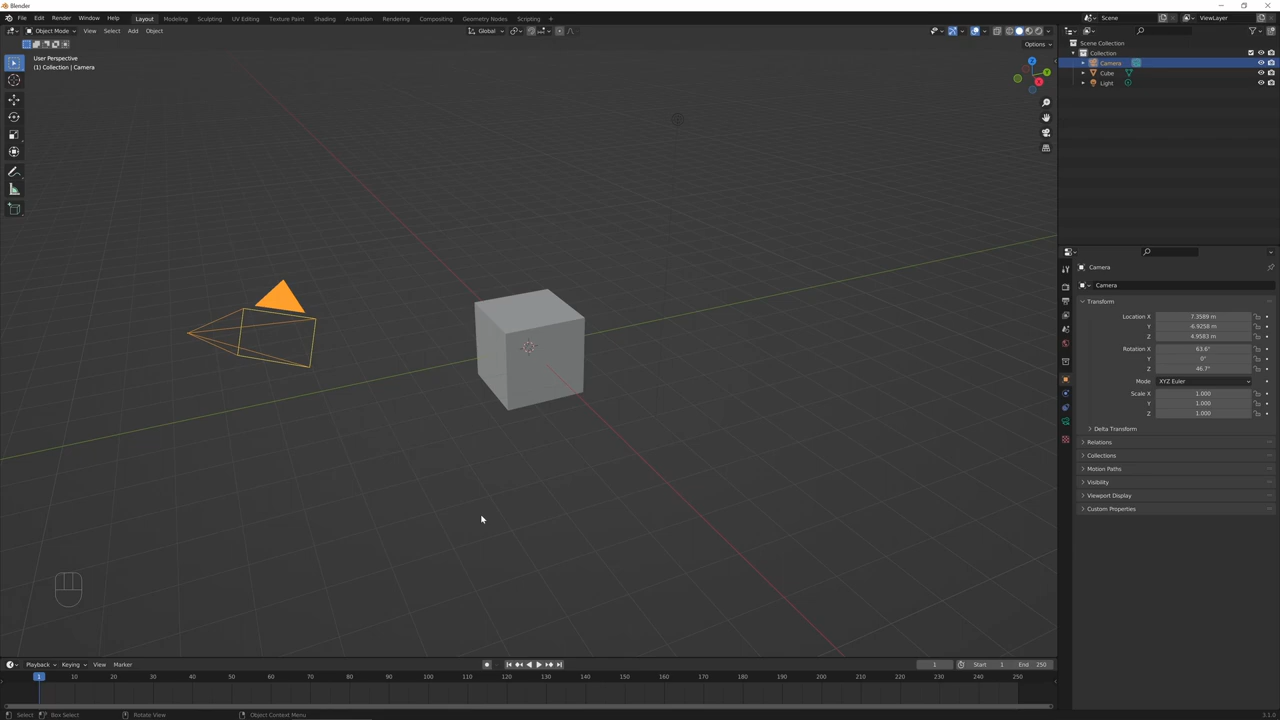 Blender
File Edit Render Window Help Layout Modeling Sculpting UV Editing Texture Paint Shading Animation Rendering Compositing Geometry Nodes Scripting Scene ViewLayer
Object Mode View Select Add Object Global
Options
User Perspective
(1) Collection | Camera
Z
Y
X
Scene Collection
Collection
Camera
Cube
Light
Camera
Camera
Transform
Location X 7.3589 m
Y -6.9258 m
Z 4.9583 m
Rotation X 63.6°
Y 0°
Z 46.7°
Mode XYZ Euler
Scale X 1.000
Y 1.000
Z 1.000
Delta Transform
Relations
Collections
Motion Paths
Visibility
Viewport Display
Custom Properties
Playback Keying View Marker 1 Start 1 End 250
1 10 20 30 40 50 60 70 80 90 100 110 120 130 140 150 160 170 180 190 200 210 220 230 240 250
Select Box Select Rotate View Object Context Menu 3.1.0